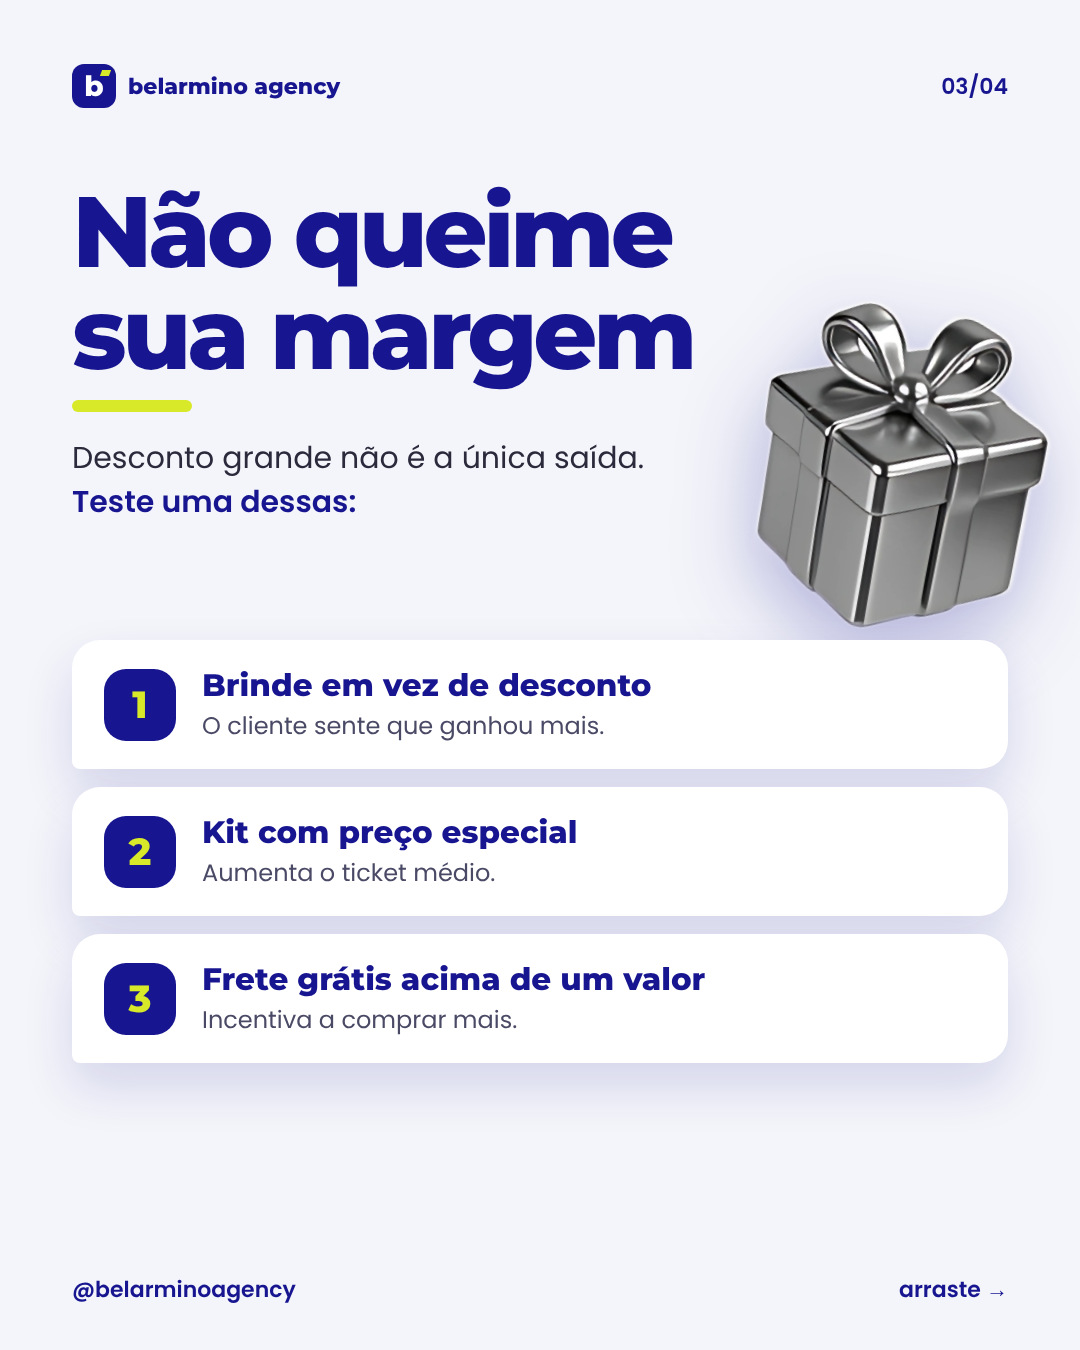 b
belarmino agency
03/04
Não queime
sua margem
Desconto grande não é a única saída.
Teste uma dessas:
1
Brinde em vez de desconto
O cliente sente que ganhou mais.
2
Kit com preço especial
Aumenta o ticket médio.
3
Frete grátis acima de um valor
Incentiva a comprar mais.
@belarminoagency
arraste →